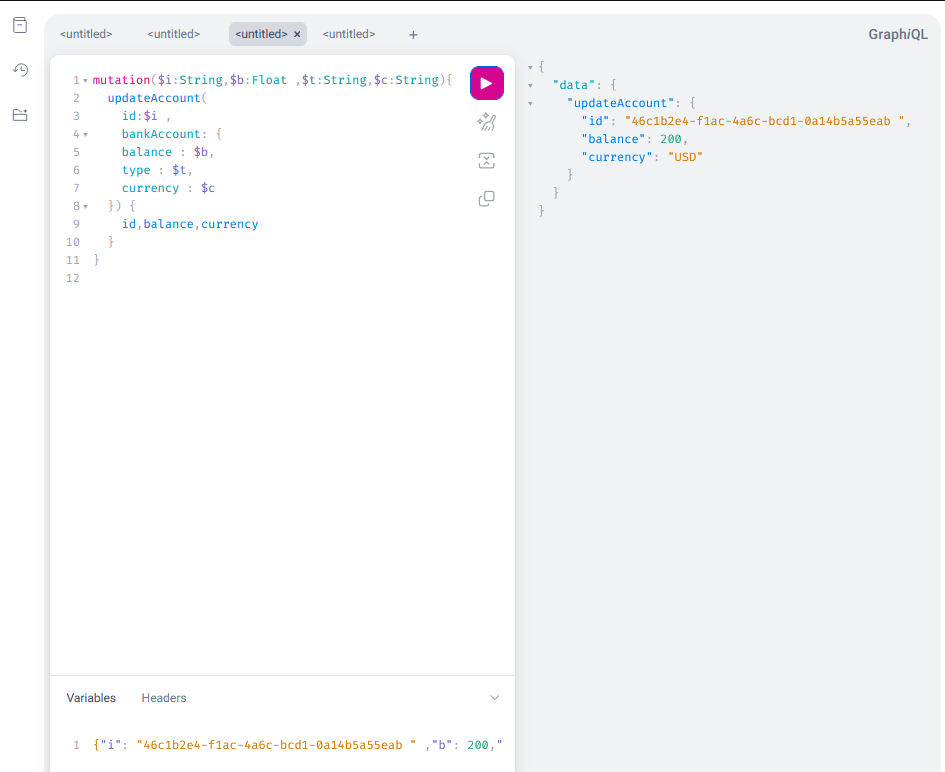 <untitled> <untitled> <untitled> × <untitled> +
GraphiQL
1 mutation($i:String,$b:Float ,$t:String,$c:String){
2 updateAccount(
3 id:$i ,
4 bankAccount: {
5 balance : $b,
6 type : $t,
7 currency : $c
8 }) {
9 id,balance,currency
10 }
11 }
12
{
"data": {
"updateAccount": {
"id": "46c1b2e4-f1ac-4a6c-bcd1-0a14b5a55eab ",
"balance": 200,
"currency": "USD"
}
}
}
Variables Headers
1 {"i": "46c1b2e4-f1ac-4a6c-bcd1-0a14b5a55eab " ,"b": 200,"